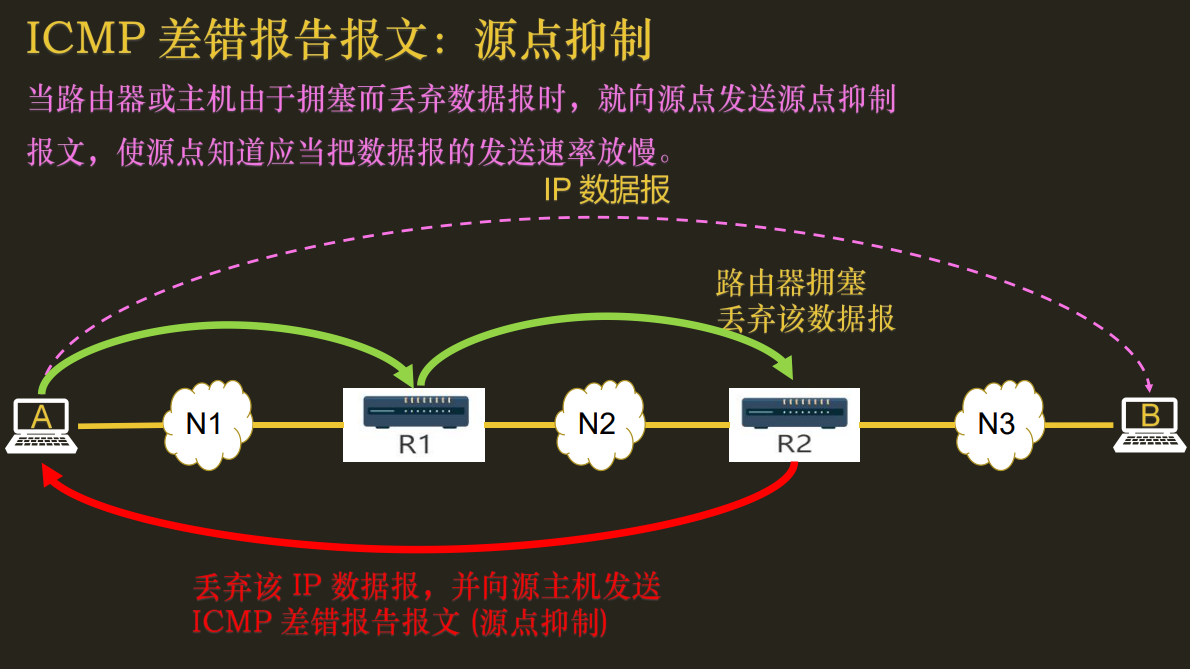 ICMP 差错报告报文：源点抑制
当路由器或主机由于拥塞而丢弃数据报时，就向源点发送源点抑制
报文，使源点知道应当把数据报的发送速率放慢。
IP 数据报
路由器拥塞
丢弃该数据报
A
N1
R1
N2
R2
N3
B
丢弃该 IP 数据报，并向源主机发送
ICMP 差错报告报文 (源点抑制)